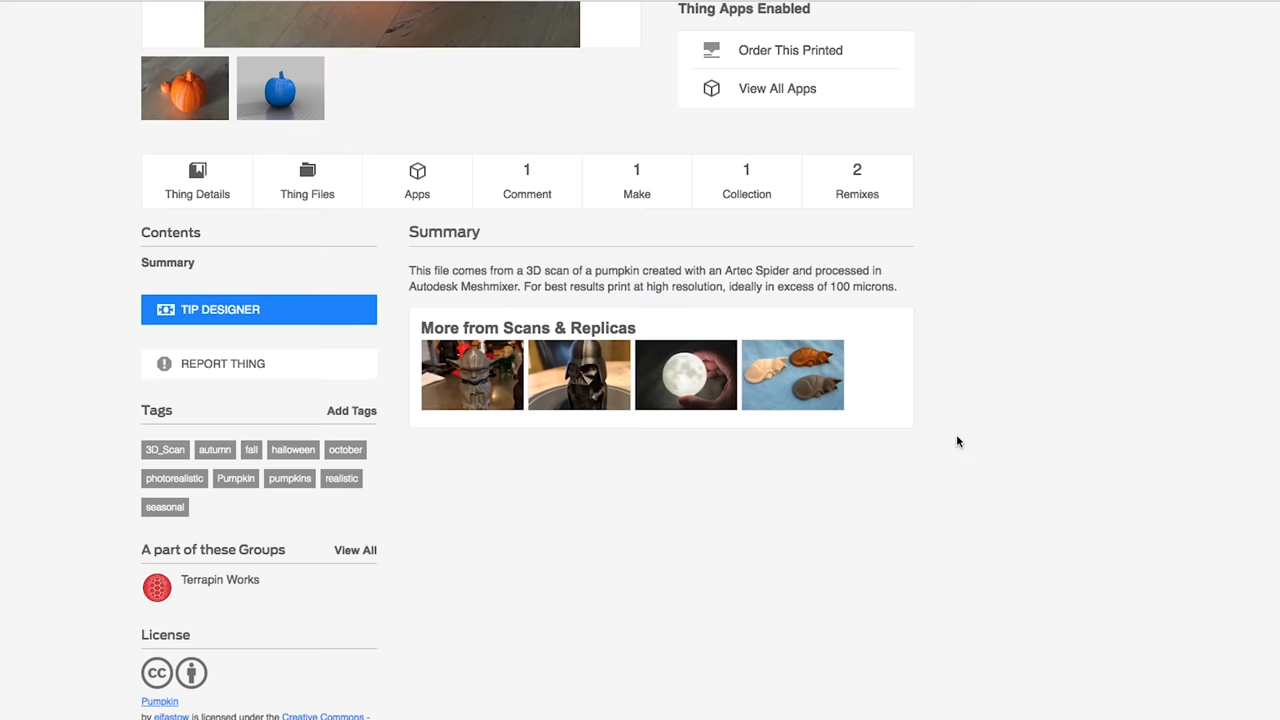 Thing Apps Enabled
Order This Printed
View All Apps
Thing Details
Thing Files
Apps
1
Comment
1
Make
1
Collection
2
Remixes
Contents
Summary
TIP DESIGNER
REPORT THING
Tags Add Tags
3D_Scan autumn fall halloween october
photorealistic Pumpkin pumpkins realistic
seasonal
A part of these Groups View All
Terrapin Works
License
cc
Pumpkin
by eifastow is licensed under the Creative Commons -
Summary
This file comes from a 3D scan of a pumpkin created with an Artec Spider and processed in
Autodesk Meshmixer. For best results print at high resolution, ideally in excess of 100 microns.
More from Scans & Replicas